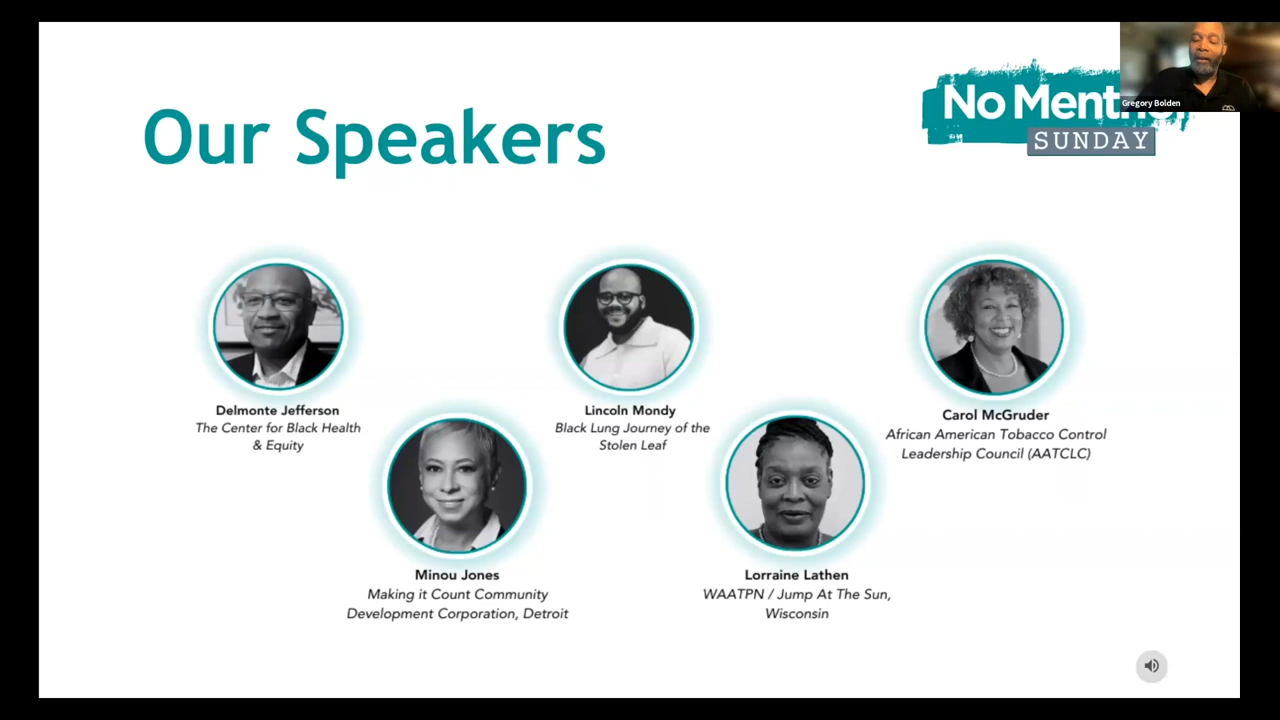 Our Speakers
No Menthol
SUNDAY
Gregory Bolden
Delmonte Jefferson
The Center for Black Health
& Equity
Lincoln Mondy
Black Lung Journey of the
Stolen Leaf
Carol McGruder
African American Tobacco Control
Leadership Council (AATCLC)
Minou Jones
Making it Count Community
Development Corporation, Detroit
Lorraine Lathen
WAATPN / Jump At The Sun,
Wisconsin